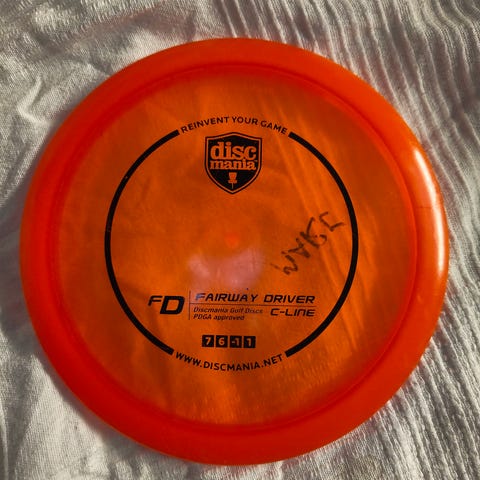 REINVENT YOUR GAME
disc
mania
FD
FAIRWAY DRIVER
Discmania Golf Discs C-LINE
PDGA approved
7 6 -1 1
WWW.DISCMANIA.NET